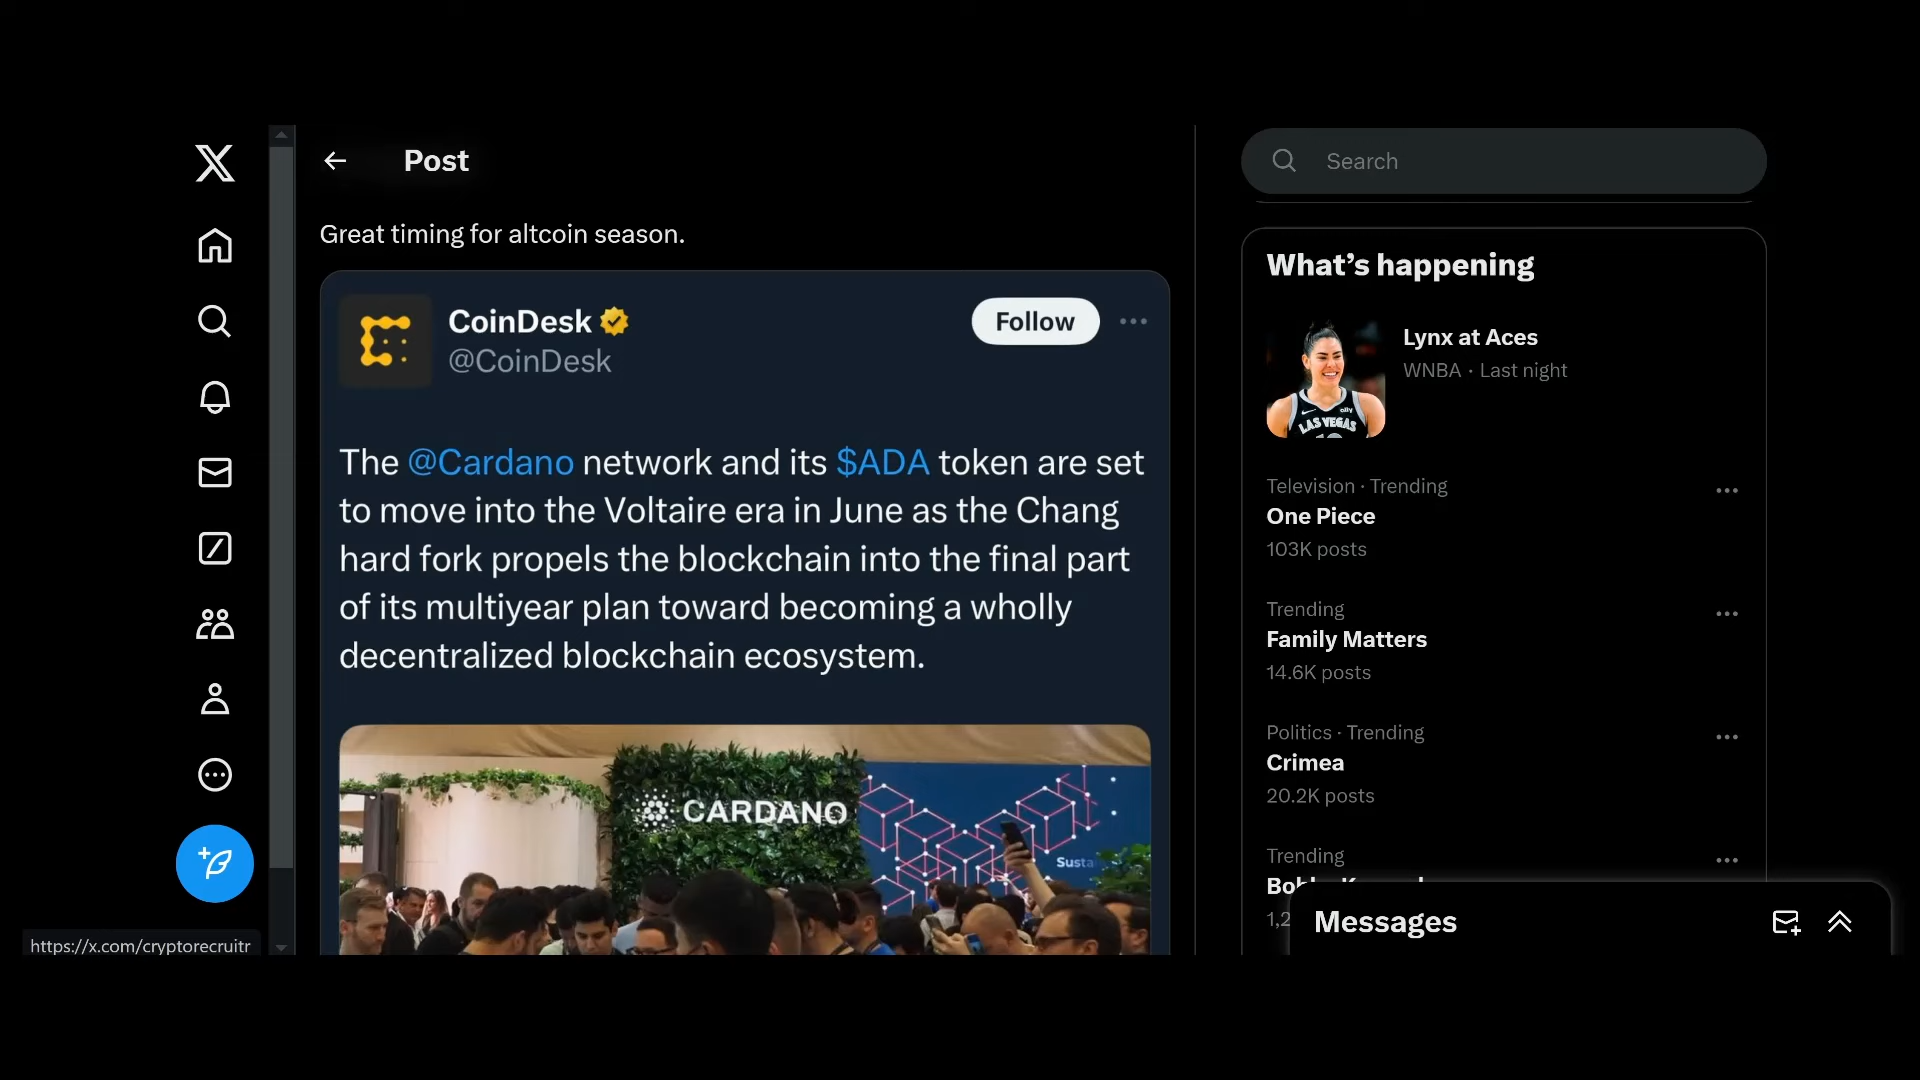 Post
Great timing for altcoin season.
CoinDesk
@CoinDesk
Follow
The @Cardano network and its $ADA token are set
to move into the Voltaire era in June as the Chang
hard fork propels the blockchain into the final part
of its multiyear plan toward becoming a wholly
decentralized blockchain ecosystem.
CARDANO
Search
What’s happening
Lynx at Aces
WNBA · Last night
LAS VEGAS
Television · Trending
One Piece
103K posts
Trending
Family Matters
14.6K posts
Politics · Trending
Crimea
20.2K posts
Trending
Messages
https://x.com/cryptorecruitr